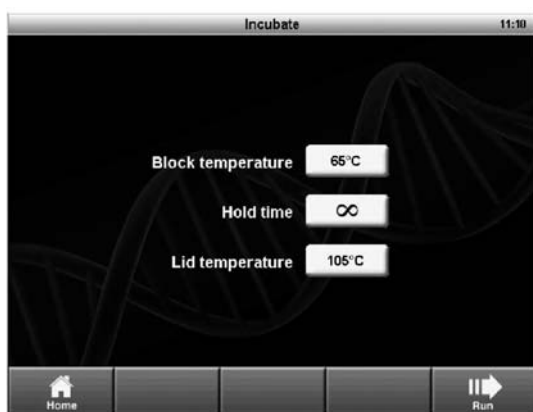 Incubate 11:10
Block temperature 65°C
Hold time ∞
Lid temperature 105°C
Home Run